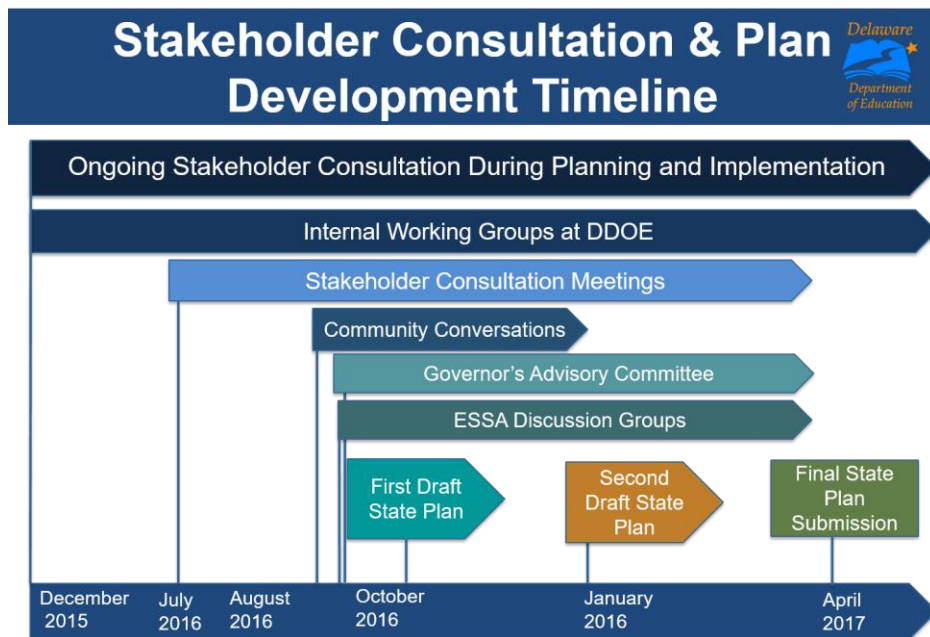 Stakeholder Consultation & Plan
Development Timeline
Delaware
Department
of Education
Ongoing Stakeholder Consultation During Planning and Implementation
Internal Working Groups at DDOE
Stakeholder Consultation Meetings
Community Conversations
Governor's Advisory Committee
ESSA Discussion Groups
First Draft
State Plan
Second
Draft State
Plan
Final State
Plan
Submission
December
2015
July
2016
August
2016
October
2016
January
2016
April
2017